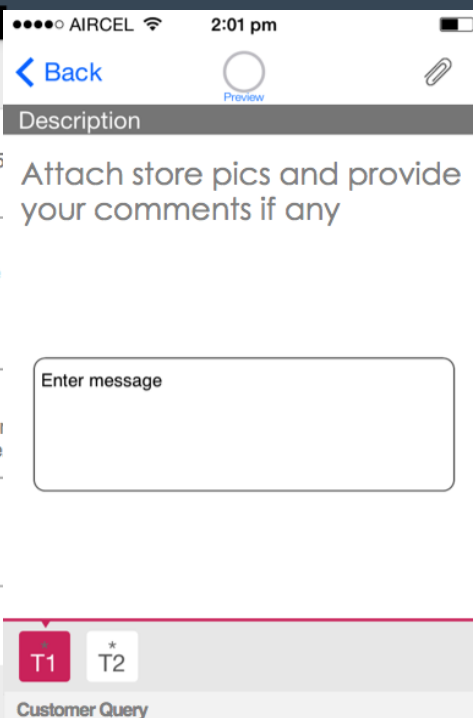 AIRCEL 2:01 pm
Back
Preview
Description
Attach store pics and provide
your comments if any
Enter message
* *
T1 T2
Customer Query